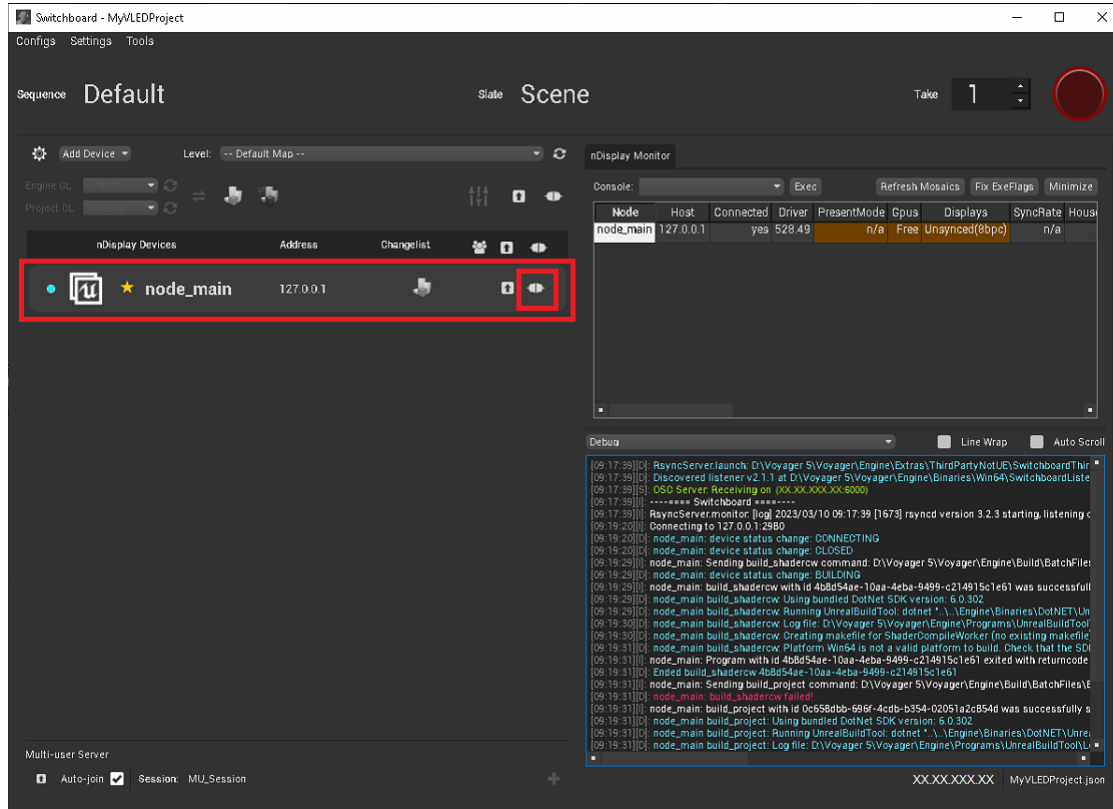 Switchboard - MyVLEDProject
Configs Settings Tools
Sequence Default Slate Scene Take 1
Add Device Level: -- Default Map --
Engine CL
Project CL
nDisplay Devices Address Changelist
node_main 127.0.0.1
Multi-user Server
Auto-join Session: MU_Session
nDisplay Monitor
Console: Exec Refresh Mosaics Fix ExeFlags Minimize
Node Host Connected Driver PresentMode Gpus Displays SyncRate Hous
node_main 127.0.0.1 yes 528.49 n/a Free Unsynced(8bpc) n/a
Debug Line Wrap Auto Scroll
[09:17:39][D]: RsyncServer.launch: D:\Voyager 5\Voyager\Engine\Extras\ThirdPartyNotUE\SwitchboardThir
[09:17:39][D]: Discovered listener v2.1.1 at D:\Voyager 5\Voyager\Engine\Binaries\Win64\SwitchboardListe
[09:17:39][S]: OSC Server: Receiving on (XX.XX.XXX.XX:6000)
[09:17:39][I]: ----==== Switchboard ====----
[09:17:39][I]: RsyncServer.monitor: [log] 2023/03/10 09:17:39 [1673] rsyncd version 3.2.3 starting, listening o
[09:19:20][I]: Connecting to 127.0.0.1:2980
[09:19:20][D]: node_main: device status change: CONNECTING
[09:19:20][D]: node_main: device status change: CLOSED
[09:19:29][I]: node_main: Sending build_shadercw command: D:\Voyager 5\Voyager\Engine\Build\BatchFiles
[09:19:29][D]: node_main: device status change: BUILDING
[09:19:29][I]: node_main: build_shadercw with id 4b8d54ae-10aa-4eba-9499-c214915c1e61 was successfull
[09:19:29][D]: node_main build_shadercw: Using bundled DotNet SDK version: 6.0.302
[09:19:29][D]: node_main build_shadercw: Running UnrealBuildTool: dotnet "..\..\Engine\Binaries\DotNET\Un
[09:19:30][D]: node_main build_shadercw: Log file: D:\Voyager 5\Voyager\Engine\Programs\UnrealBuildTool
[09:19:30][D]: node_main build_shadercw: Creating makefile for ShaderCompileWorker (no existing makefile
[09:19:31][D]: node_main build_shadercw: Platform Win64 is not a valid platform to build. Check that the SDI
[09:19:31][I]: node_main: Program with id 4b8d54ae-10aa-4eba-9499-c214915c1e61 exited with returncode
[09:19:31][D]: Ended build_shadercw 4b8d54ae-10aa-4eba-9499-c214915c1e61
[09:19:31][I]: node_main: Sending build_project command: D:\Voyager 5\Voyager\Engine\Build\BatchFiles\E
[09:19:31][D]: node_main: build_shadercw failed!
[09:19:31][I]: node_main: build_project with id 0c658dbb-696f-4cdb-b354-02051a2c854d was successfully s
[09:19:31][D]: node_main build_project: Using bundled DotNet SDK version: 6.0.302
[09:19:31][D]: node_main build_project: Running UnrealBuildTool: dotnet "..\..\Engine\Binaries\DotNET\Unre
[09:19:31][D]: node_main build_project: Log file: D:\Voyager 5\Voyager\Engine\Programs\UnrealBuildTool\L
XX.XX.XXX.XX MyVLEDProject.json